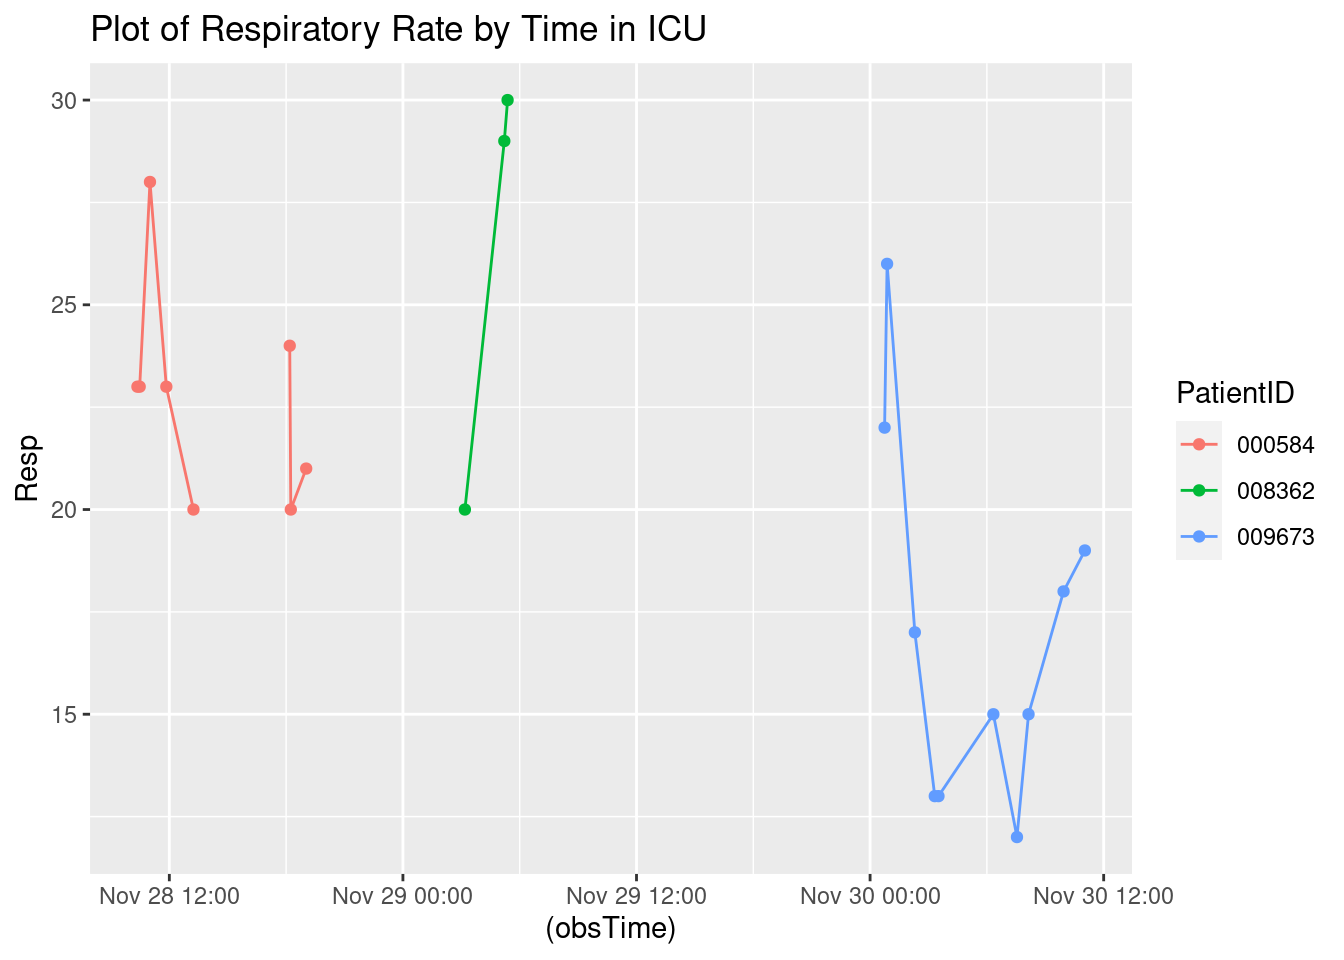 Plot of Respiratory Rate by Time in ICU
30
25
20
15
Resp
Nov 28 12:00
Nov 29 00:00
Nov 29 12:00
Nov 30 00:00
Nov 30 12:00
(obsTime)
PatientID
000584
008362
009673